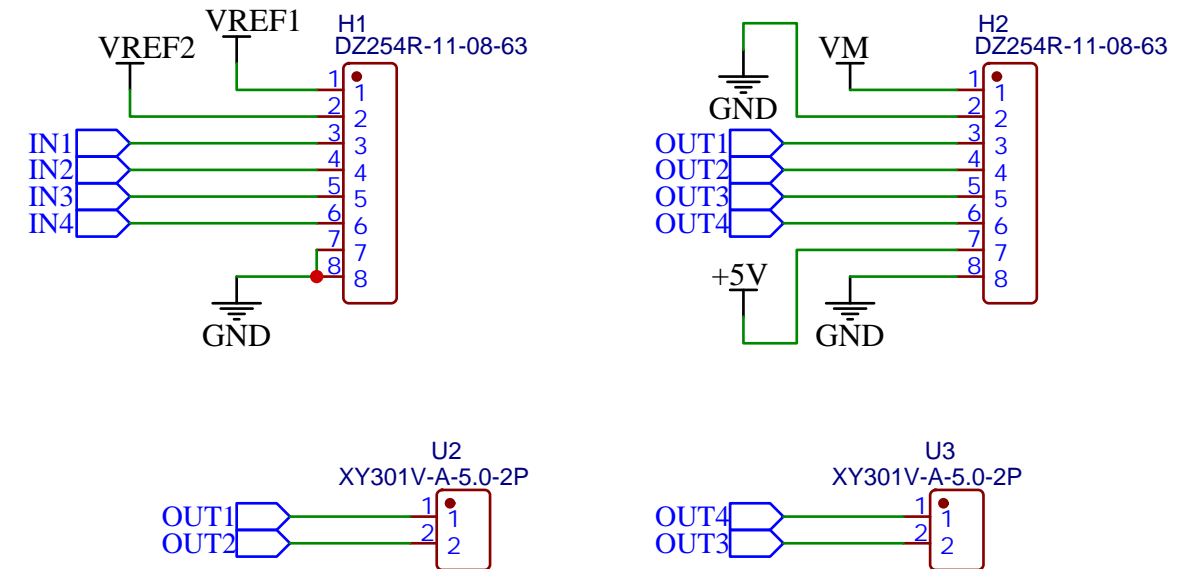 VREF1
VREF2
H1
DZ254R-11-08-63
1 1
2 2
IN1 3 3
IN2 4 4
IN3 5 5
IN4 6 6
7 7
8 8
GND
H2
DZ254R-11-08-63
VM
GND
1 1
2 2
OUT1 3 3
OUT2 4 4
OUT3 5 5
OUT4 6 6
7 7
8 8
+5V
GND
U2
XY301V-A-5.0-2P
OUT1 1 1
OUT2 2 2
U3
XY301V-A-5.0-2P
OUT4 1 1
OUT3 2 2